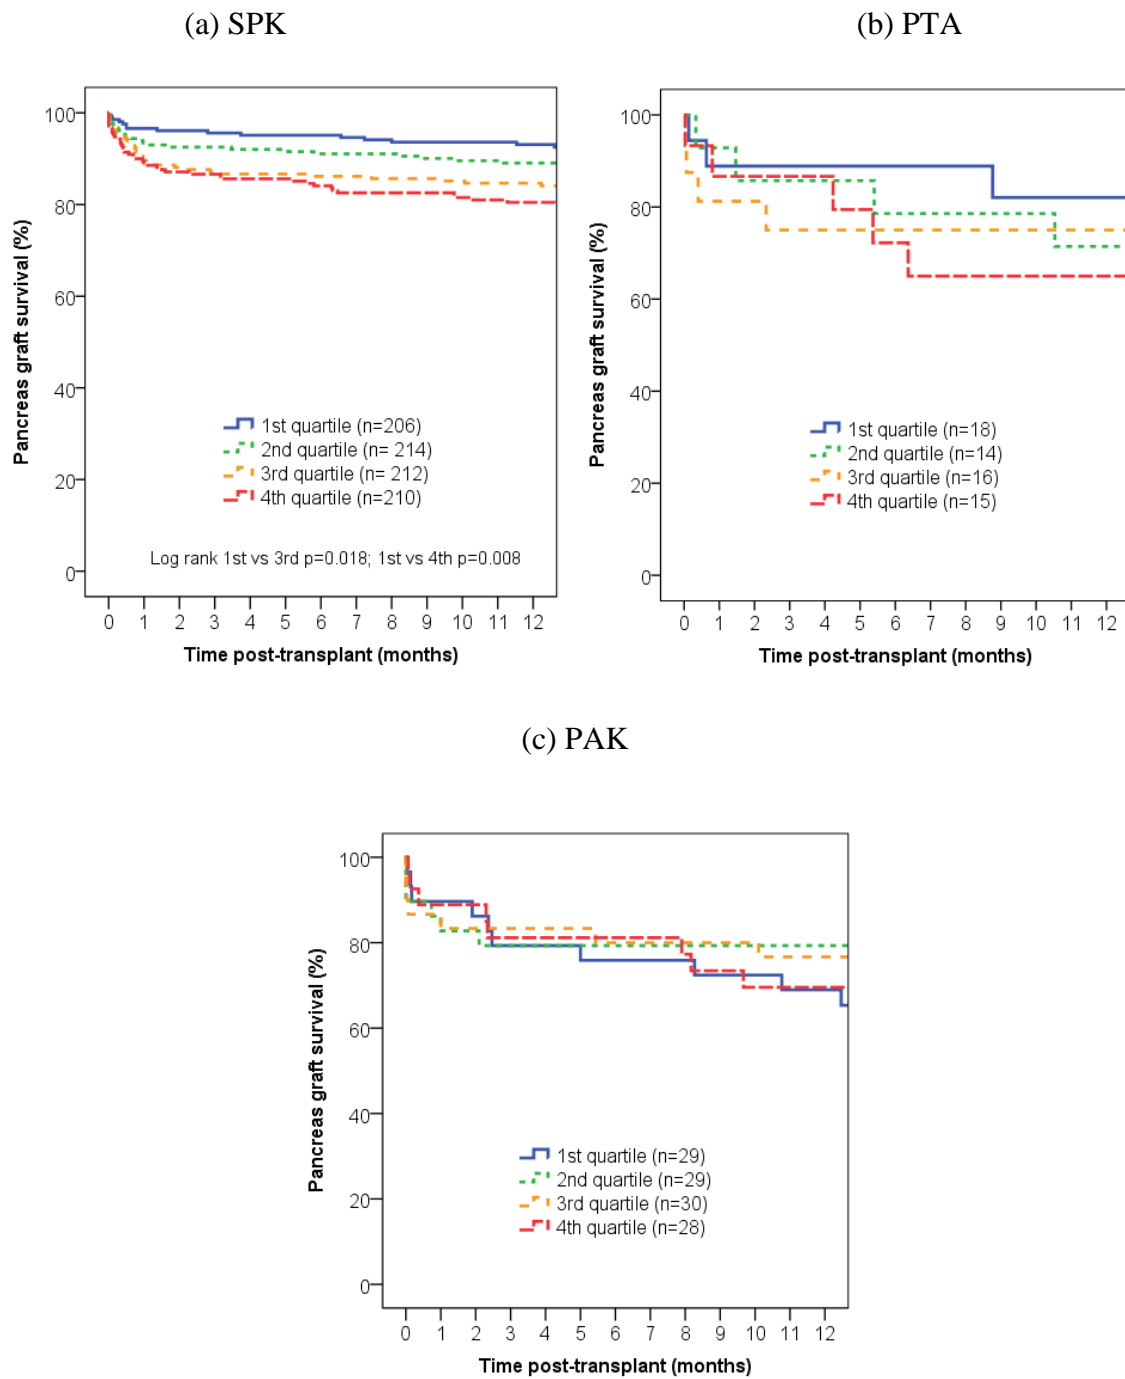 (a) SPK
(b) PTA
Pancreas graft survival (%)
100
80
60
40
20
0
1st quartile (n=206)
2nd quartile (n= 214)
3rd quartile (n= 212)
4th quartile (n=210)
Log rank 1st vs 3rd p=0.018; 1st vs 4th p=0.008
0 1 2 3 4 5 6 7 8 9 10 11 12
Time post-transplant (months)
Pancreas graft survival (%)
100
80
60
40
20
0
1st quartile (n=18)
2nd quartile (n=14)
3rd quartile (n=16)
4th quartile (n=15)
0 1 2 3 4 5 6 7 8 9 10 11 12
Time post-transplant (months)
(c) PAK
Pancreas graft survival (%)
100
80
60
40
20
0
1st quartile (n=29)
2nd quartile (n=29)
3rd quartile (n=30)
4th quartile (n=28)
0 1 2 3 4 5 6 7 8 9 10 11 12
Time post-transplant (months)